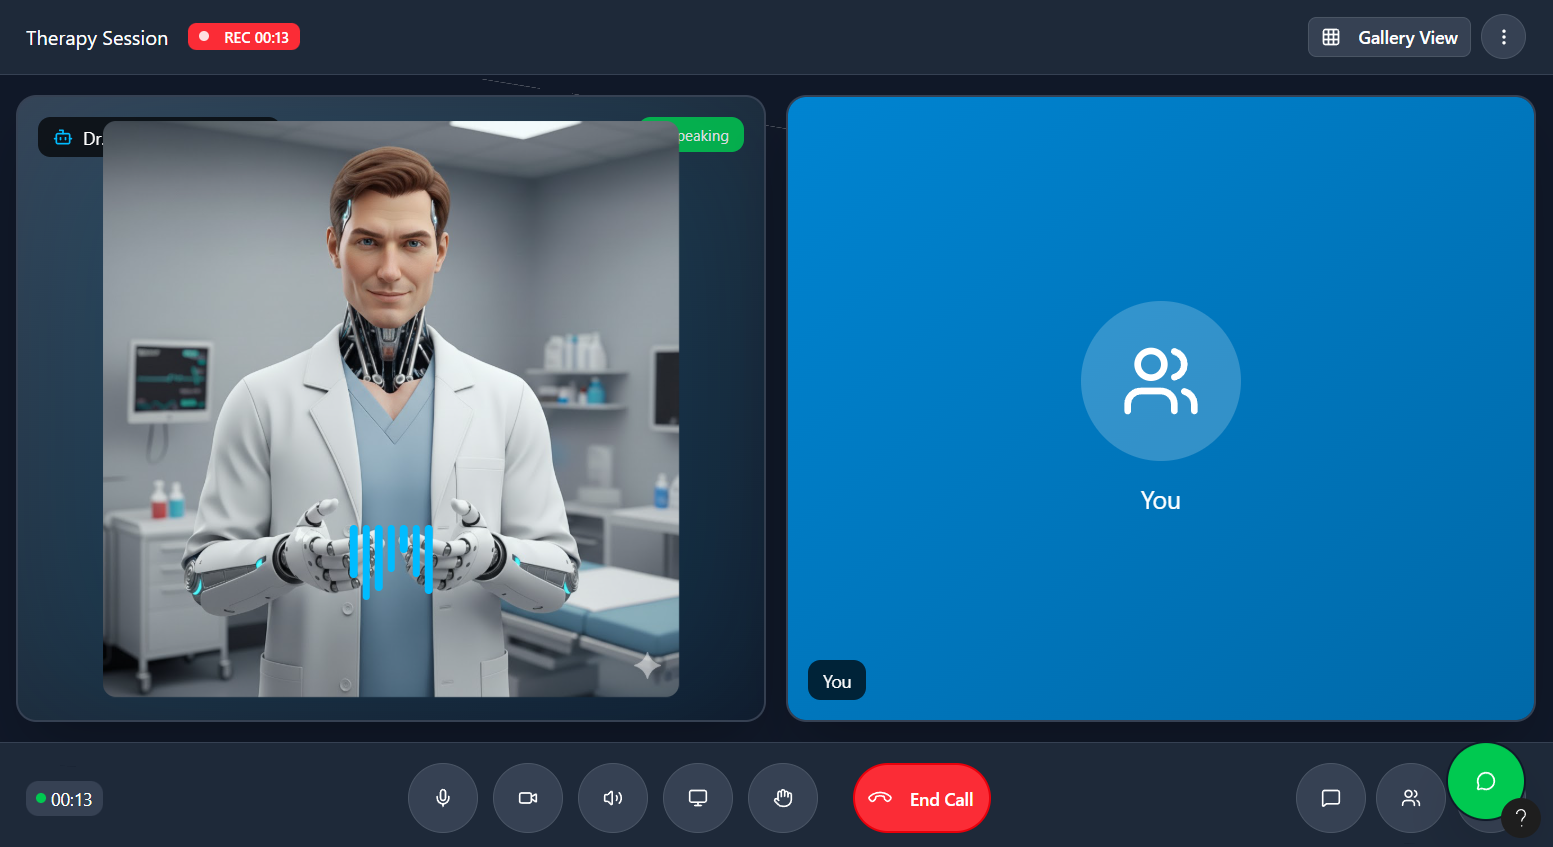 Therapy Session
REC 00:13
Gallery View
Dr.
peaking
You
You
00:13
End Call
?